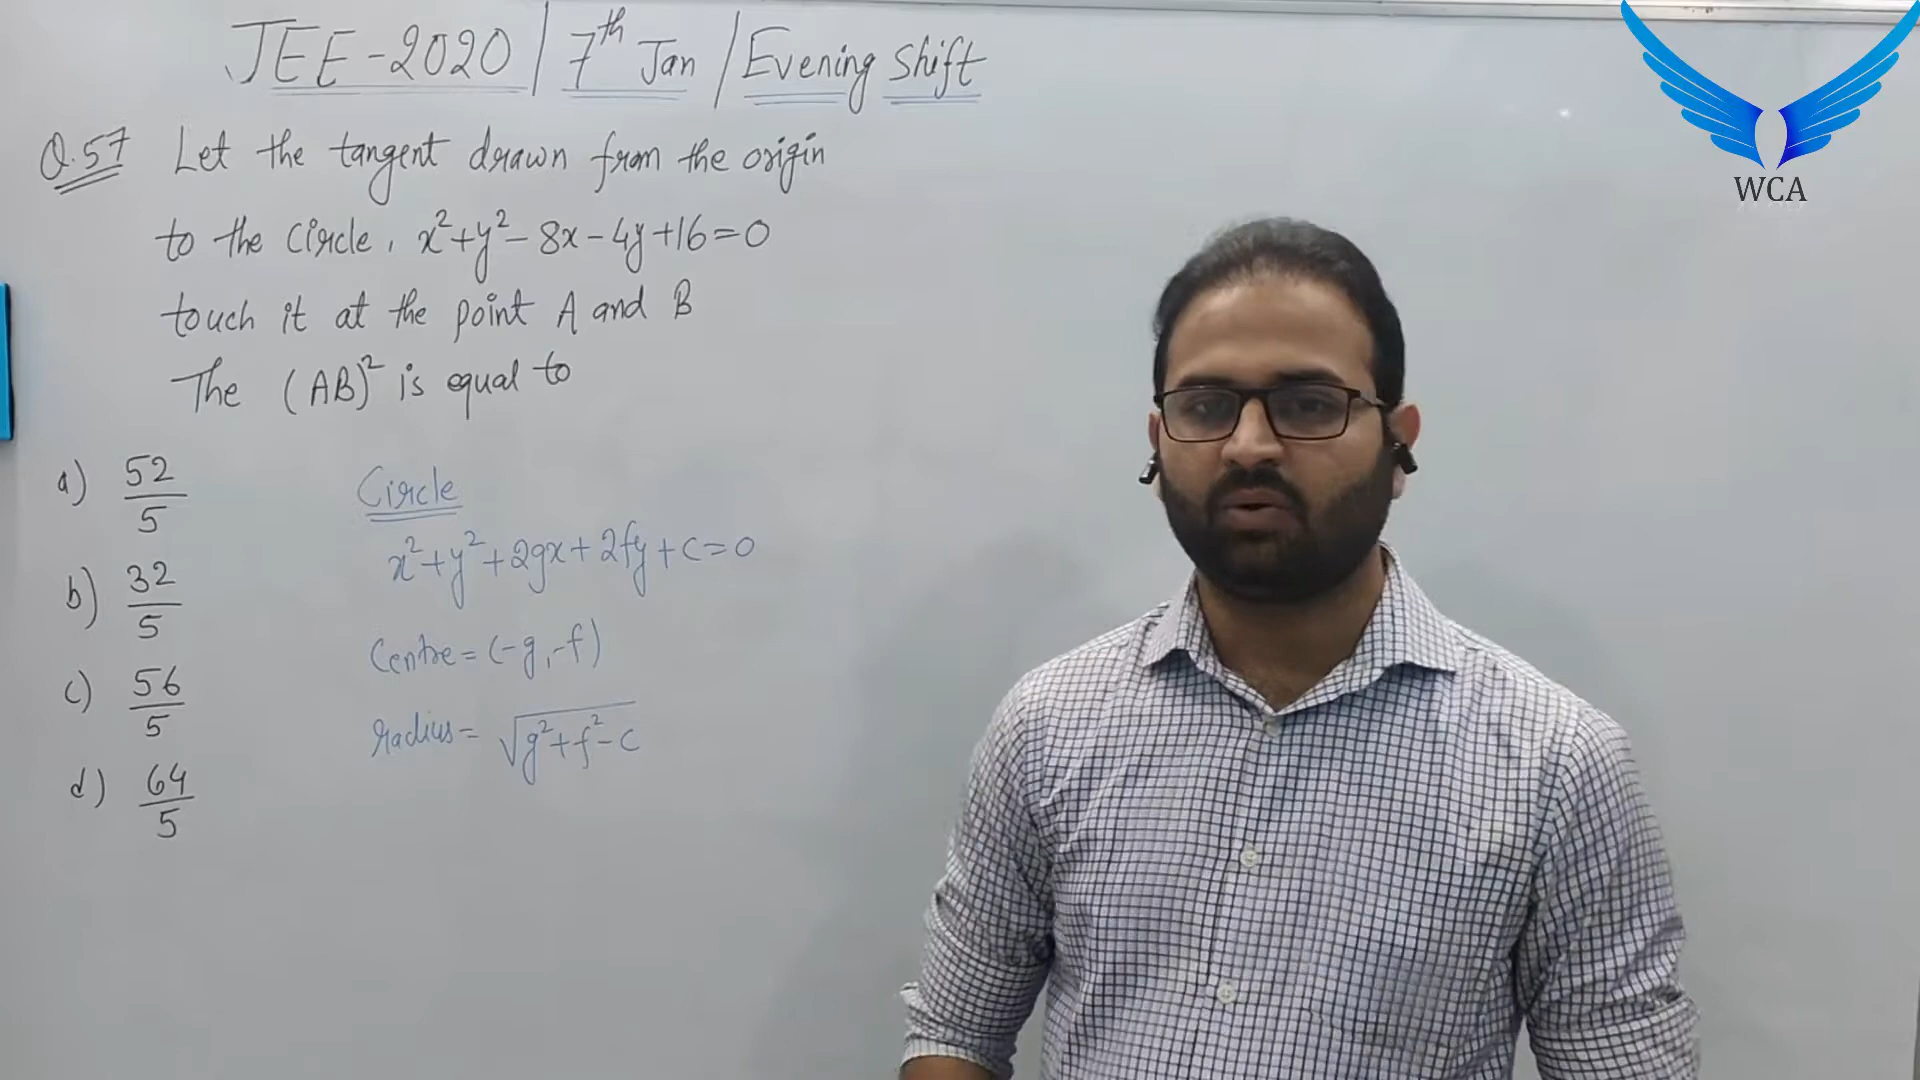 JEE-2020 / 7th Jan / Evening Shift
WCA
Q.57 Let the tangent drawn from the origin
to the circle, x²+y²-8x-4y+16=0
touch it at the point A and B
The (AB)² is equal to
a) 52/5
b) 32/5
c) 56/5
d) 64/5
Circle
x²+y²+2gx+2fy+c=0
Centre=(-g,-f)
radius=√g²+f²-c